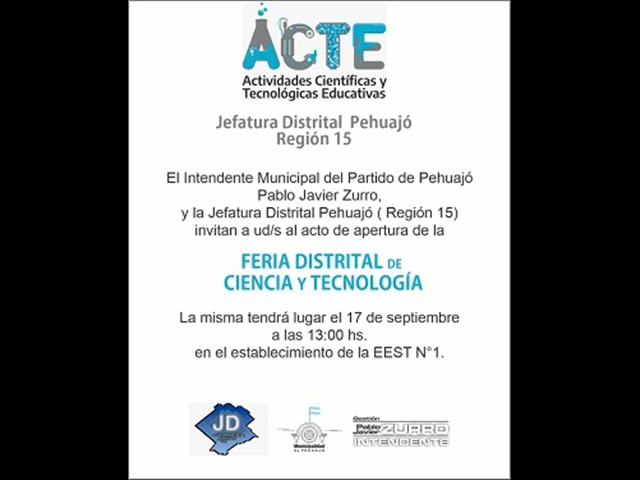 ACTE
Actividades Científicas y
Tecnológicas Educativas
Jefatura Distrital Pehuajó
Región 15
El Intendente Municipal del Partido de Pehuajó
Pablo Javier Zurro,
y la Jefatura Distrital Pehuajó ( Región 15)
invitan a ud/s al acto de apertura de la
FERIA DISTRITAL DE
CIENCIA Y TECNOLOGÍA
La misma tendrá lugar el 17 de septiembre
a las 13:00 hs.
en el establecimiento de la EEST N°1.
JD
Municipalidad
de PEHUAJÓ
Gestión
Pablo
Javier ZURRO
INTENDENTE